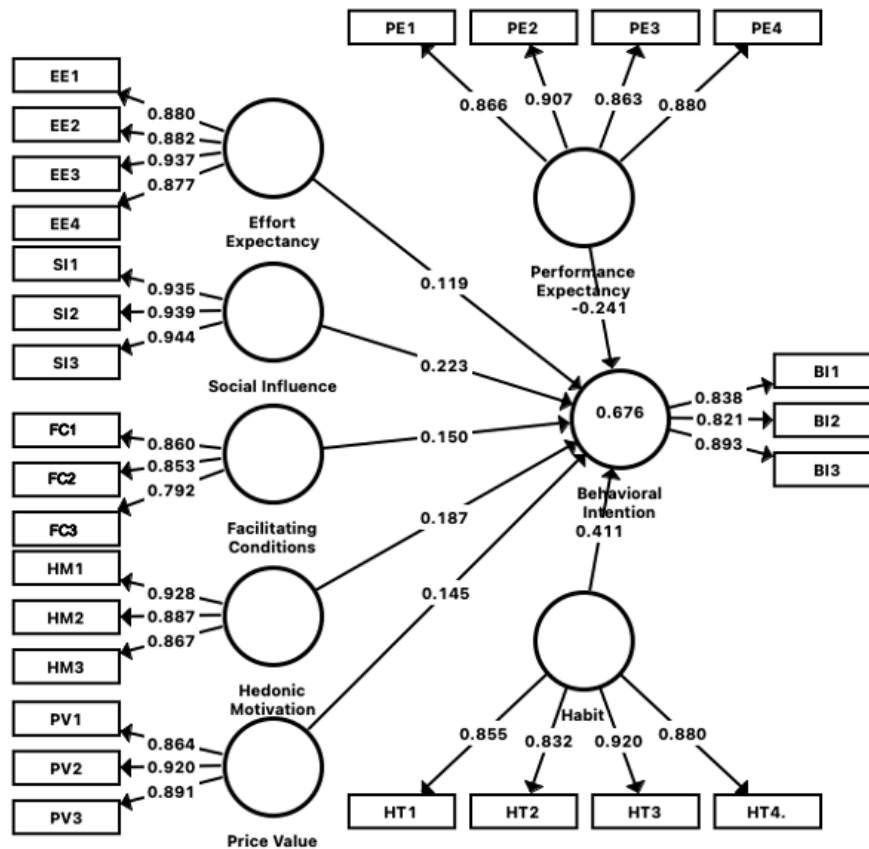 PE1
PE2
PE3
PE4
0.866
0.907
0.863
0.880
EE1
EE2
EE3
EE4
0.880
0.882
0.937
0.877
Effort
Expectancy
Performance
Expectancy
-0.241
0.119
SI1
SI2
SI3
0.935
0.939
0.944
Social Influence
0.223
FC1
FC2
FC3
0.860
0.853
0.792
Facilitating
Conditions
0.150
0.676
Behavioral
Intention
0.838
0.821
0.893
BI1
BI2
BI3
HM1
HM2
HM3
0.928
0.887
0.867
Hedonic
Motivation
0.187
0.411
PV1
PV2
PV3
0.864
0.920
0.891
Price Value
0.145
Habit
0.855
0.832
0.920
0.880
HT1
HT2
HT3
HT4.